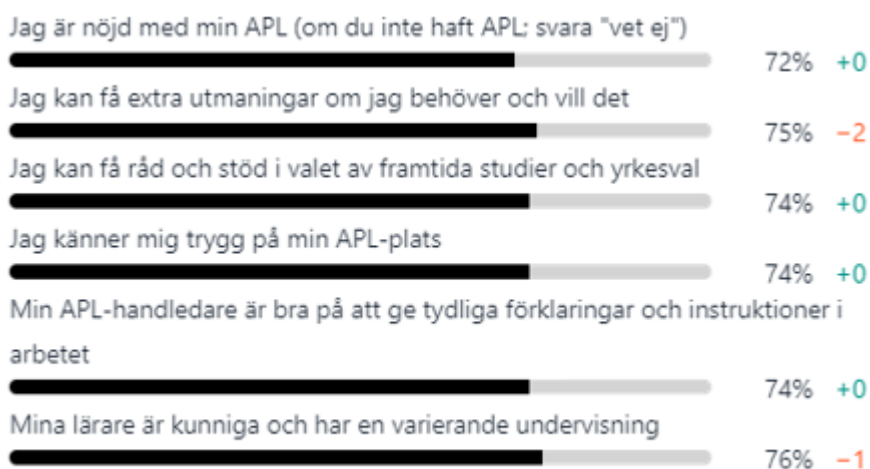 Jag är nöjd med min APL (om du inte haft APL; svara "vet ej")
72% +0
Jag kan få extra utmaningar om jag behöver och vill det
75% −2
Jag kan få råd och stöd i valet av framtida studier och yrkesval
74% +0
Jag känner mig trygg på min APL-plats
74% +0
Min APL-handledare är bra på att ge tydliga förklaringar och instruktioner i
arbetet
74% +0
Mina lärare är kunniga och har en varierande undervisning
76% −1